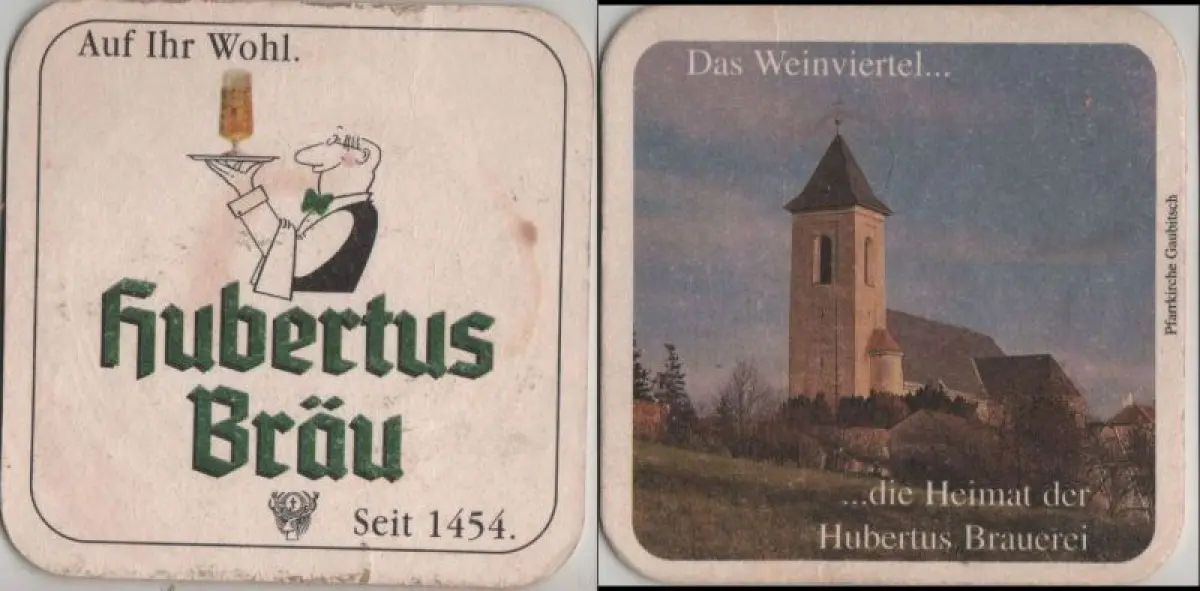 Auf Ihr Wohl.
Hubertus
Bräu
Seit 1454.
Das Weinviertel...
...die Heimat der
Hubertus Brauerei
Pfarrkirche Gaubitsch